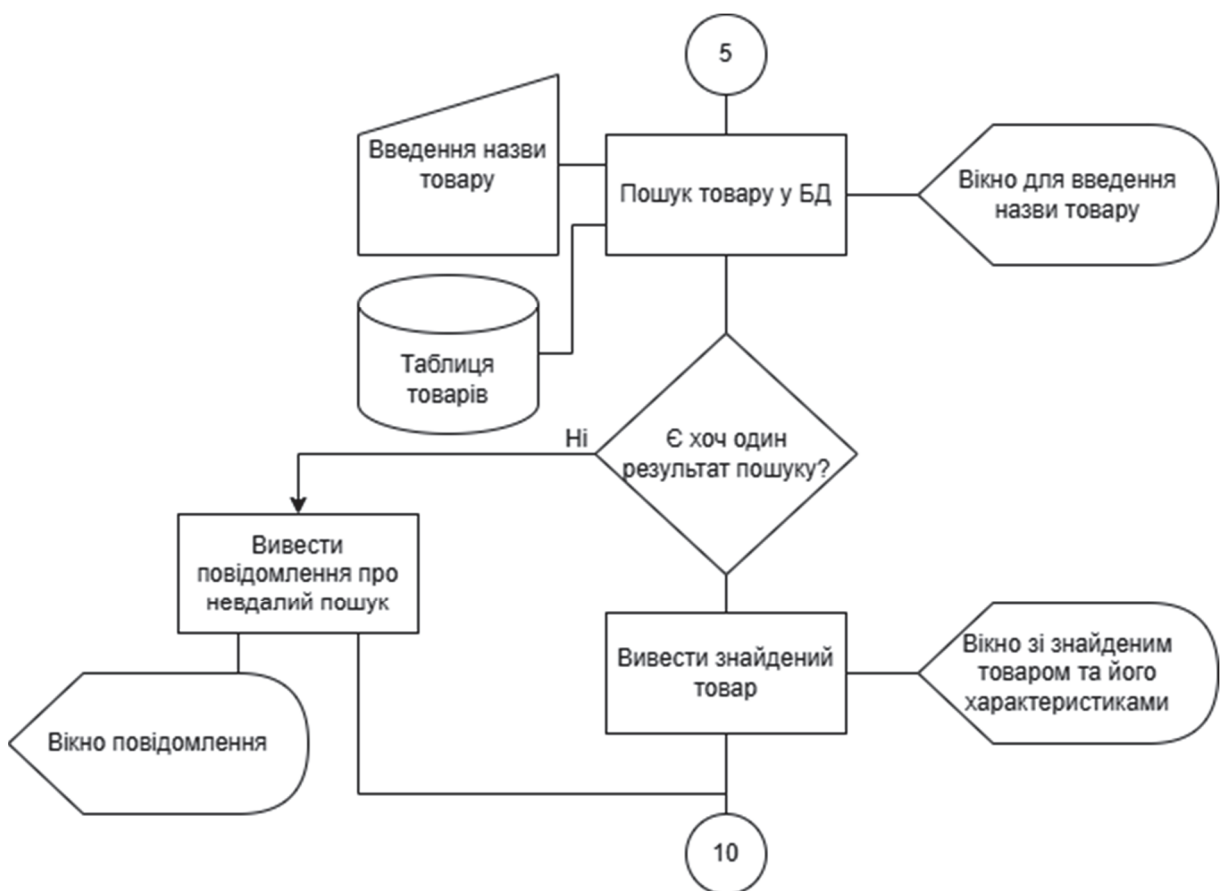 5
Введення назви
товару
Пошук товару у БД
Вікно для введення
назви товару
Таблиця
товарів
Ні
Є хоч один
результат пошуку?
Вивести
повідомлення про
невдалий пошук
Вивести знайдений
товар
Вікно зі знайденим
товаром та його
характеристиками
Вікно повідомлення
10